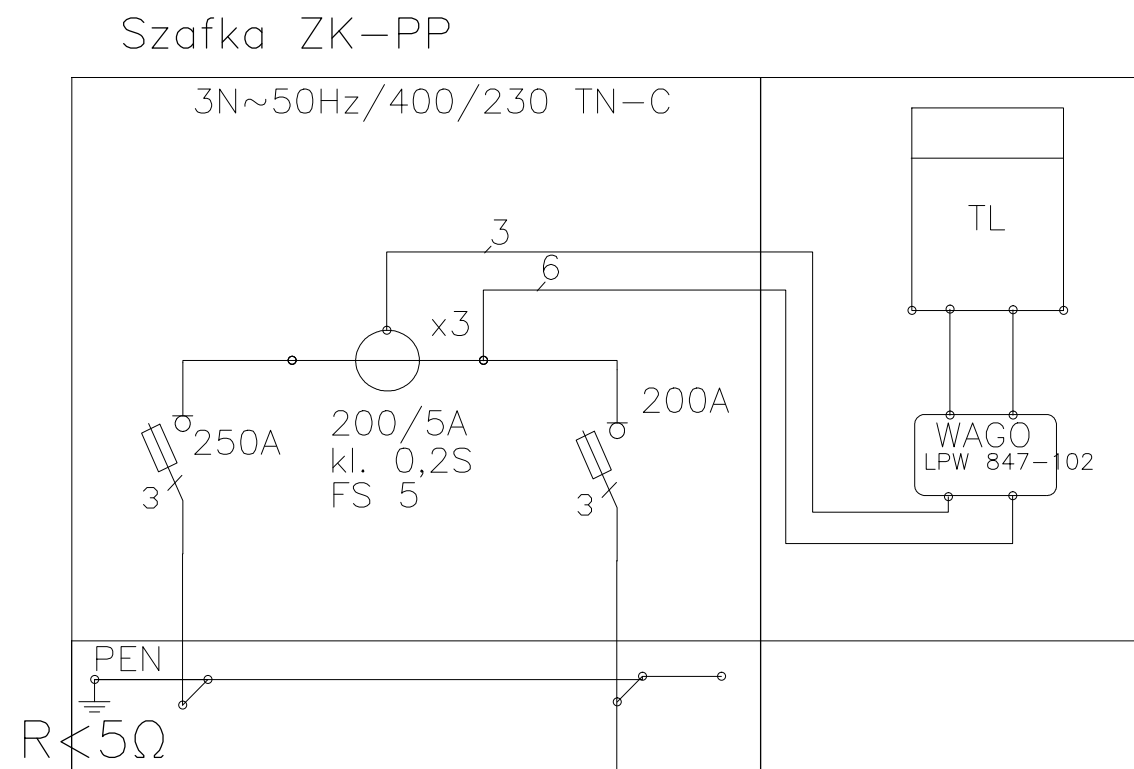 Szafka ZK-PP
3N~50Hz/400/230 TN-C
TL
3
6
x3
200A
250A
200/5A
kl. 0,2S
FS 5
WAGO
LPW 847-102
3
3
PEN
R<5Ω